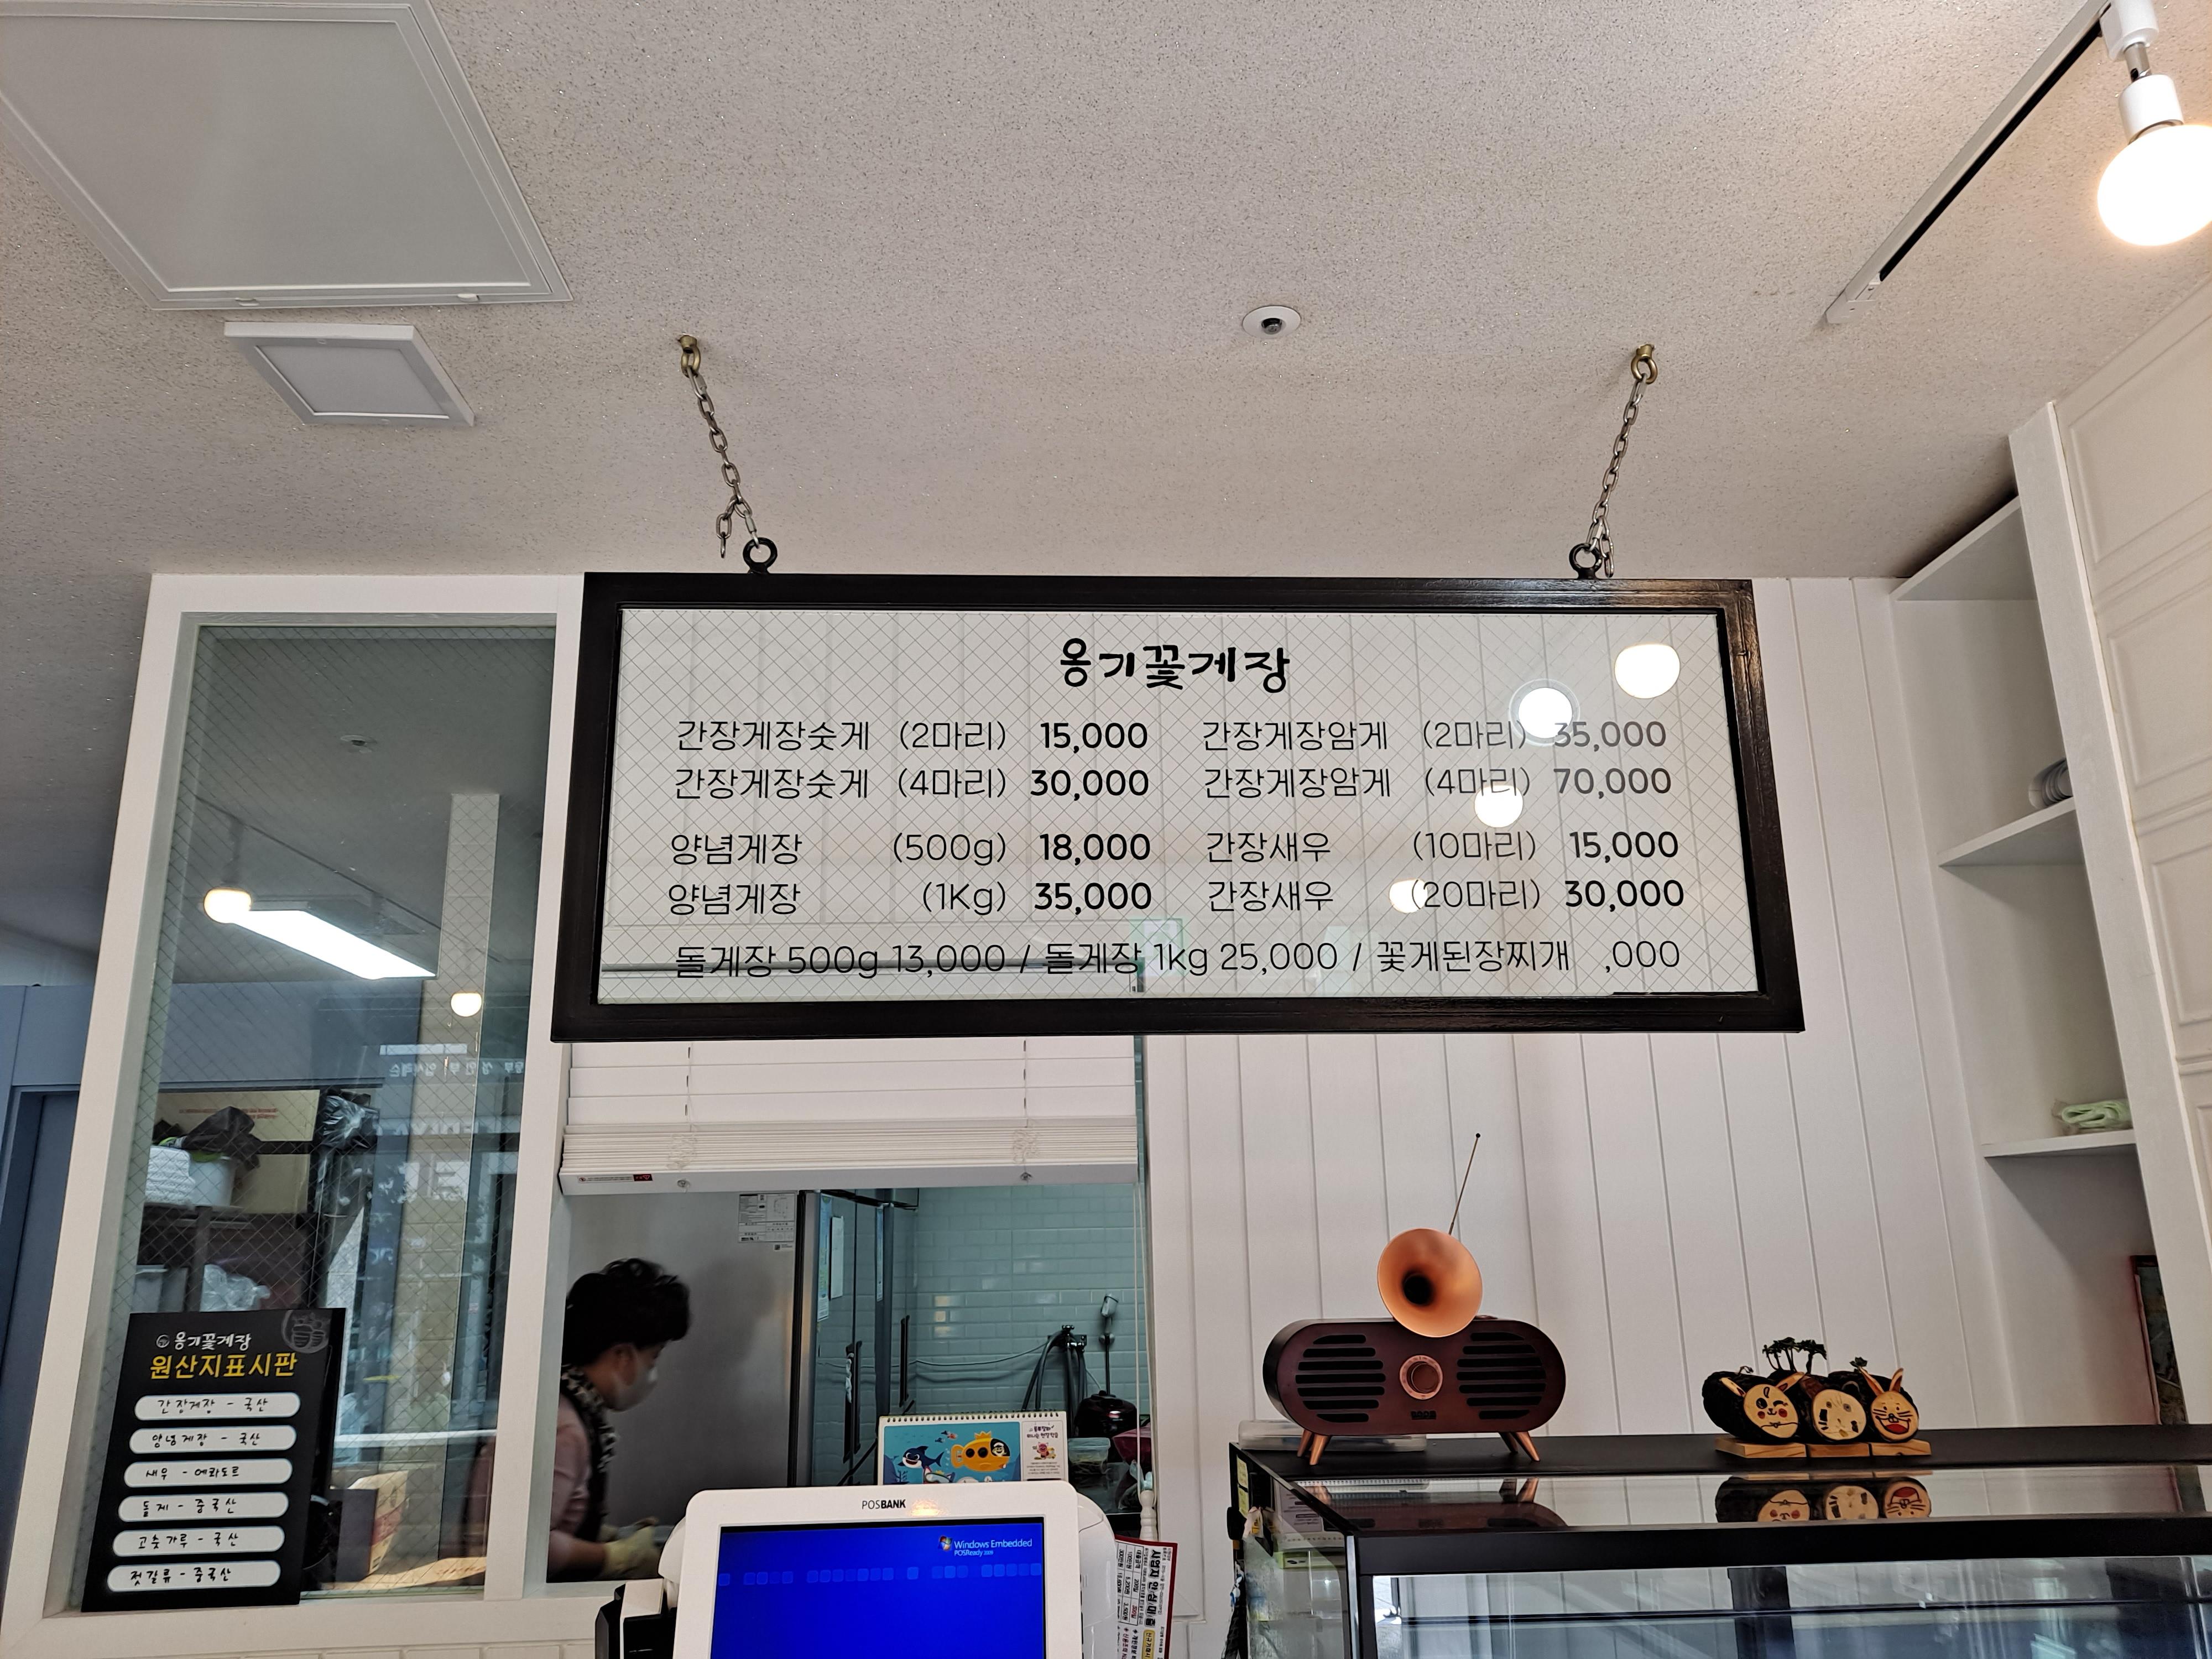 옹기꽃게장
간장게장숫게 (2마리) 15,000 간장게장암게 (2마리) 35,000
간장게장숫게 (4마리) 30,000 간장게장암게 (4마리) 70,000
양념게장 (500g) 18,000 간장새우 (10마리) 15,000
양념게장 (1Kg) 35,000 간장새우 (20마리) 30,000
돌게장 500g 13,000 / 돌게장 1kg 25,000 / 꽃게된장찌개 ,000
옹기꽃게장
원산지표시판
간장게장 - 국산
양념게장 - 국산
새우 - 에콰도르
돌게 - 중국산
고춧가루 - 국산
젓갈류 - 중국산
POSBANK
Windows Embedded
POSReady 2009